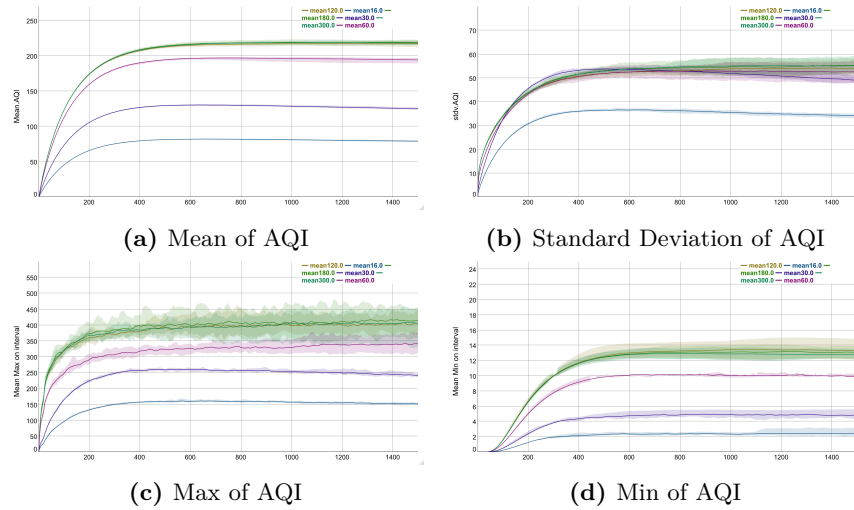 mean120.0 mean16.0
mean180.0 mean30.0
mean300.0 mean60.0
250
200
150
100
50
0
Mean.AQI
200 400 600 800 1000 1200 1400
(a) Mean of AQI
mean120.0 mean16.0
mean180.0 mean30.0
mean300.0 mean60.0
70
60
50
40
30
20
10
0
stdv.AQI
200 400 600 800 1000 1200 1400
(b) Standard Deviation of AQI
mean120.0 mean16.0
mean180.0 mean30.0
mean300.0 mean60.0
550
500
450
400
350
300
250
200
150
100
50
0
Mean Max on interval
200 400 600 800 1000 1200 1400
(c) Max of AQI
mean120.0 mean16.0
mean180.0 mean30.0
mean300.0 mean60.0
24
22
20
18
16
14
12
10
8
6
4
2
0
Mean Min on interval
200 400 600 800 1000 1200 1400
(d) Min of AQI